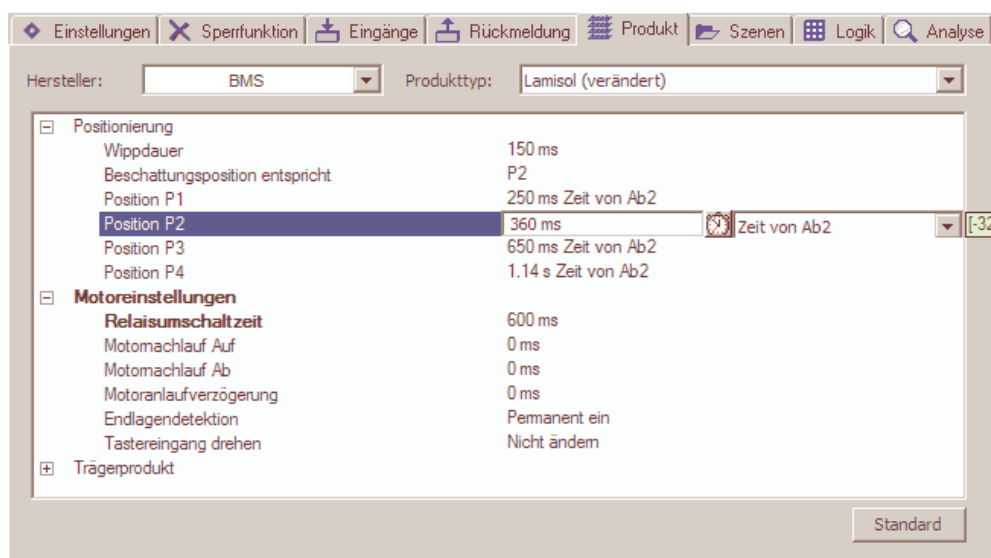 Einstellungen Sperrfunktion Eingänge Rückmeldung Produkt Szenen Logik Analyse
Hersteller: BMS Produkttyp: Lamisol (verändert)
Positionierung
Wippdauer 150 ms
Beschattungsposition entspricht P2
Position P1 250 ms Zeit von Ab2
Position P2 360 ms Zeit von Ab2 [-32
Position P3 650 ms Zeit von Ab2
Position P4 1.14 s Zeit von Ab2
Motoreinstellungen
Relaisumschaltzeit 600 ms
Motornachlauf Auf 0 ms
Motornachlauf Ab 0 ms
Motoranlaufverzögerung 0 ms
Endlagendetektion Permanent ein
Tastereingang drehen Nicht ändern
Trägerprodukt
Standard